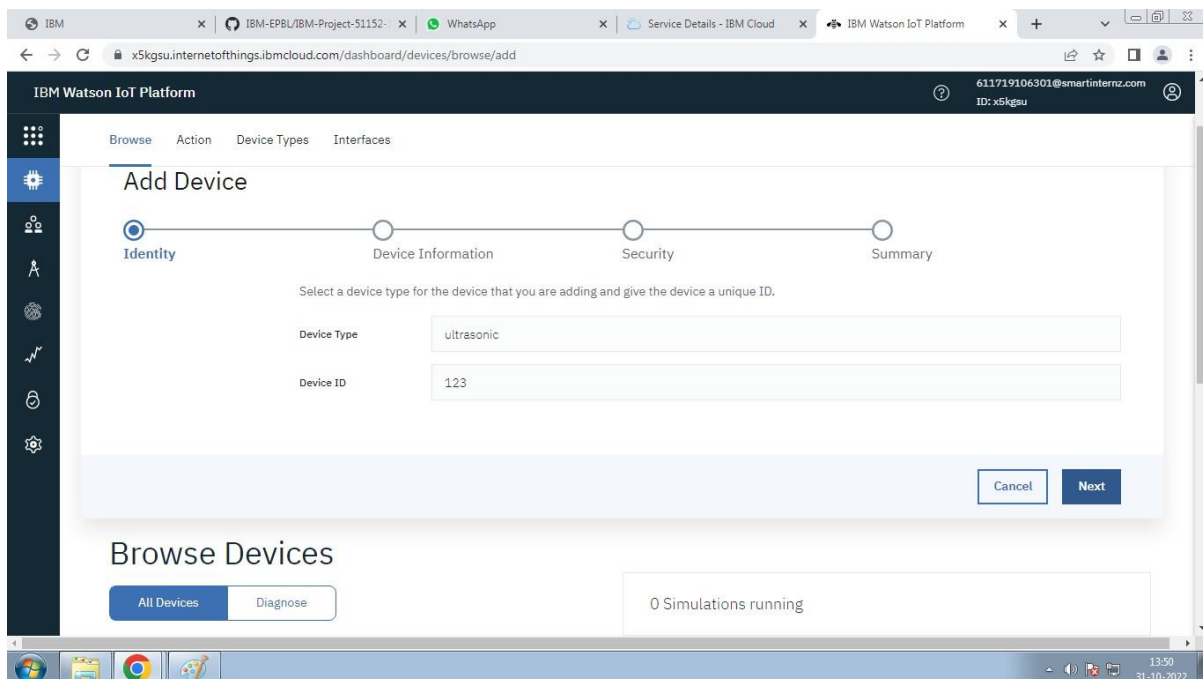 IBM
IBM-EPBL/IBM-Project-51152-
WhatsApp
Service Details - IBM Cloud
IBM Watson IoT Platform
x5kgsu.internetofthings.ibmcloud.com/dashboard/devices/browse/add
IBM Watson IoT Platform
611719106301@smartinternz.com
ID: x5kgsu
Browse Action Device Types Interfaces
Add Device
Identity Device Information Security Summary
Select a device type for the device that you are adding and give the device a unique ID.
Device Type ultrasonic
Device ID 123
Cancel Next
Browse Devices
All Devices Diagnose
0 Simulations running
13:50
31-10-2022